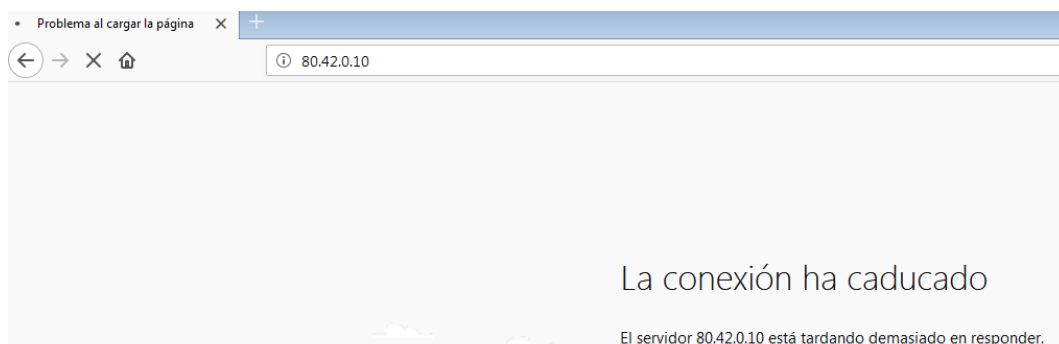 Problema al cargar la página
80.42.0.10
La conexión ha caducado
El servidor 80.42.0.10 está tardando demasiado en responder.